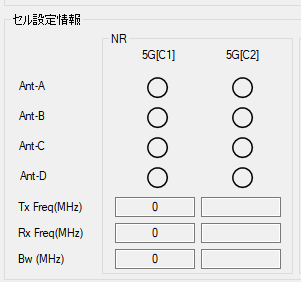 セル設定情報
NR
5G[C1] 5G[C2]
Ant-A
Ant-B
Ant-C
Ant-D
Tx Freq(MHz) 0
Rx Freq(MHz) 0
Bw (MHz) 0